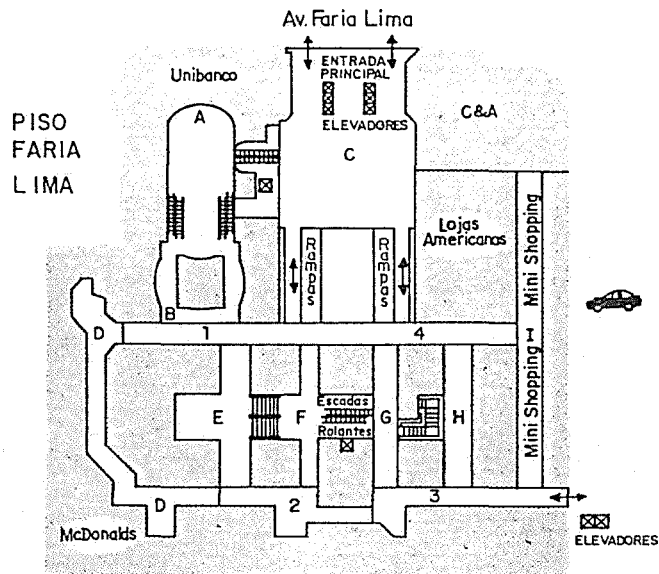 Av. Faria Lima
Unibanco
ENTRADA
PRINCIPAL
ELEVADORES
C&A
PISO
FARIA
LIMA
A
C
Lojas
Americanas
Mini Shopping
Rampas
Rampas
B
D
1
4
I
Mini Shopping
E
F
Escadas
Rolantes
G
H
D
2
3
McDonalds
ELEVADORES